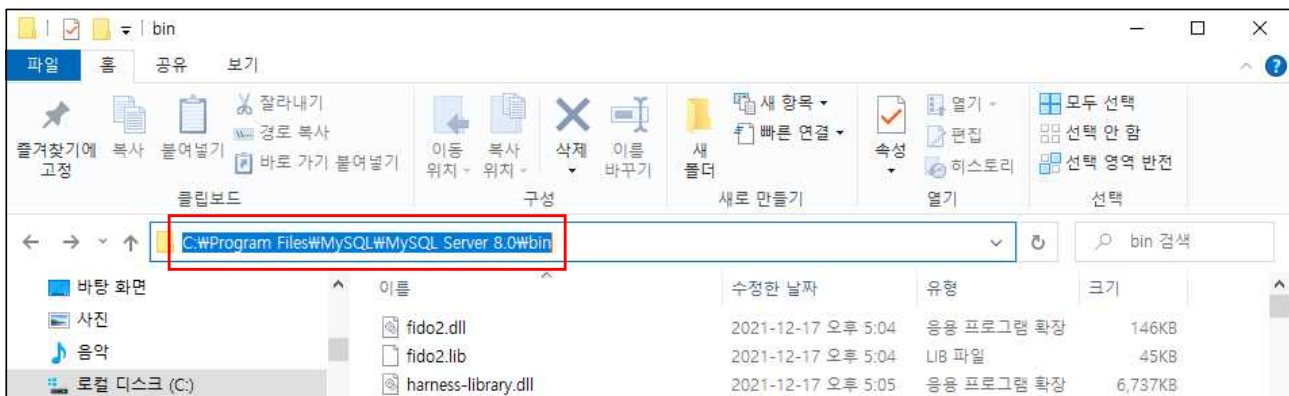 bin
파일 홈 공유 보기
즐겨찾기에 고정
복사
붙여넣기
잘라내기
경로 복사
바로 가기 붙여넣기
클립보드
이동 위치
복사 위치
삭제
이름 바꾸기
구성
새 폴더
새 항목
빠른 연결
새로 만들기
속성
열기
편집
히스토리
열기
모두 선택
선택 안 함
선택 영역 반전
선택
C:₩Program Files₩MySQL₩MySQL Server 8.0₩bin
bin 검색
바탕 화면
사진
음악
로컬 디스크 (C:)
이름 수정한 날짜 유형 크기
fido2.dll 2021-12-17 오후 5:04 응용 프로그램 확장 146KB
fido2.lib 2021-12-17 오후 5:04 LIB 파일 45KB
harness-library.dll 2021-12-17 오후 5:05 응용 프로그램 확장 6,737KB